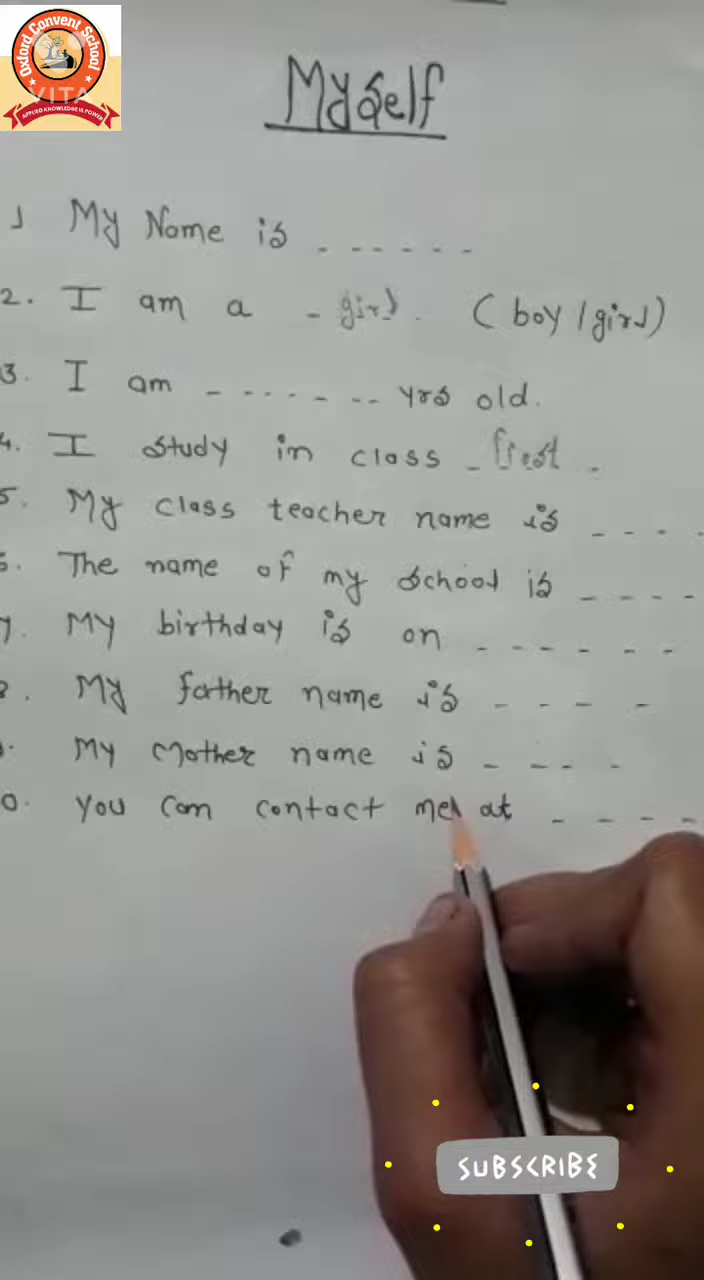 Oxford Convent School
VITA
APPLIED KNOWLEDGE IS POWER
Myself
1 My Name is - - - - - -
2. I am a - girl. (boy/girl)
3. I am - - - - - - - yrs old.
4. I study in class - first -
5. My class teacher name is - - - -
6. The name of my school is - - - -
7. My birthday is on - - - - - -
8. My father name is - - - -
9. My Mother name is - - - -
0. you can contact me at - - - -
SUBSCRIBE